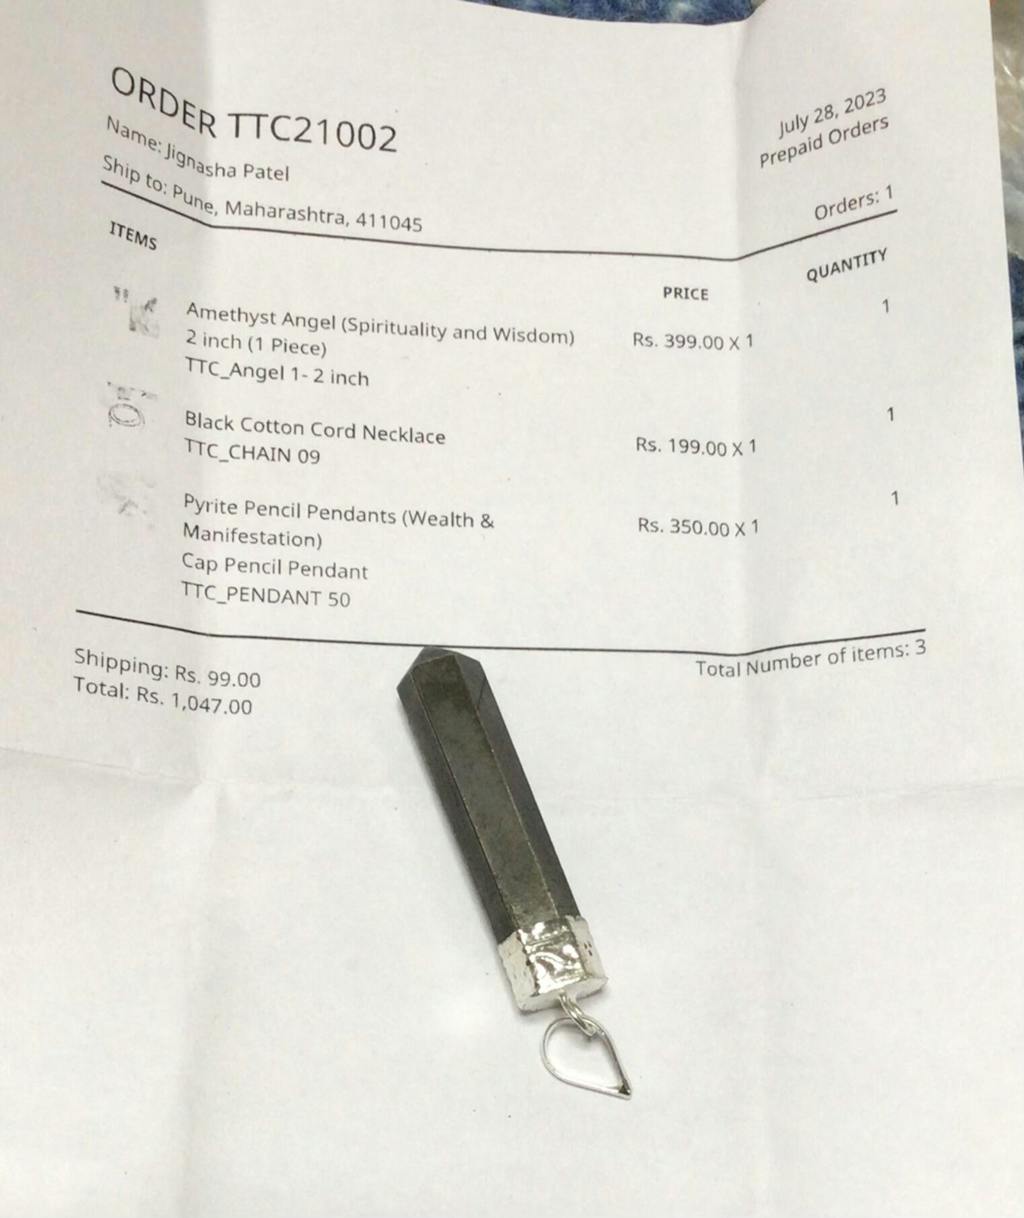 ORDER TTC21002
July 28, 2023
Name: Jignasha Patel
Prepaid Orders
Ship to: Pune, Maharashtra, 411045
Orders: 1
ITEMS PRICE QUANTITY
Amethyst Angel (Spirituality and Wisdom) Rs. 399.00 X 1 1
2 inch (1 Piece)
TTC_Angel 1- 2 inch
Black Cotton Cord Necklace Rs. 199.00 X 1 1
TTC_CHAIN 09
Pyrite Pencil Pendants (Wealth & Rs. 350.00 X 1 1
Manifestation)
Cap Pencil Pendant
TTC_PENDANT 50
Shipping: Rs. 99.00 Total Number of items: 3
Total: Rs. 1,047.00